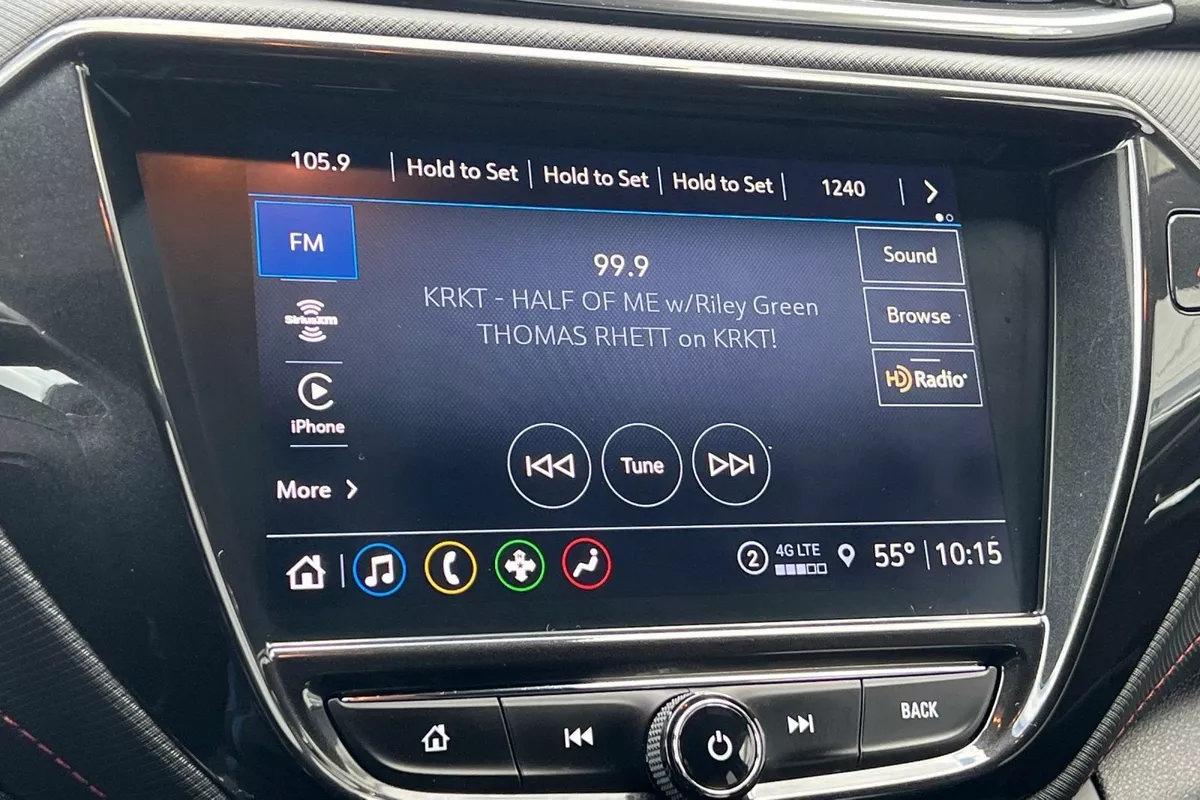 105.9 | Hold to Set | Hold to Set | Hold to Set | 1240
FM
SiriusXM
iPhone
More
99.9
KRKT - HALF OF ME w/Riley Green
THOMAS RHETT on KRKT!
Sound
Browse
HD Radio
Tune
2 4G LTE 55° | 10:15
BACK